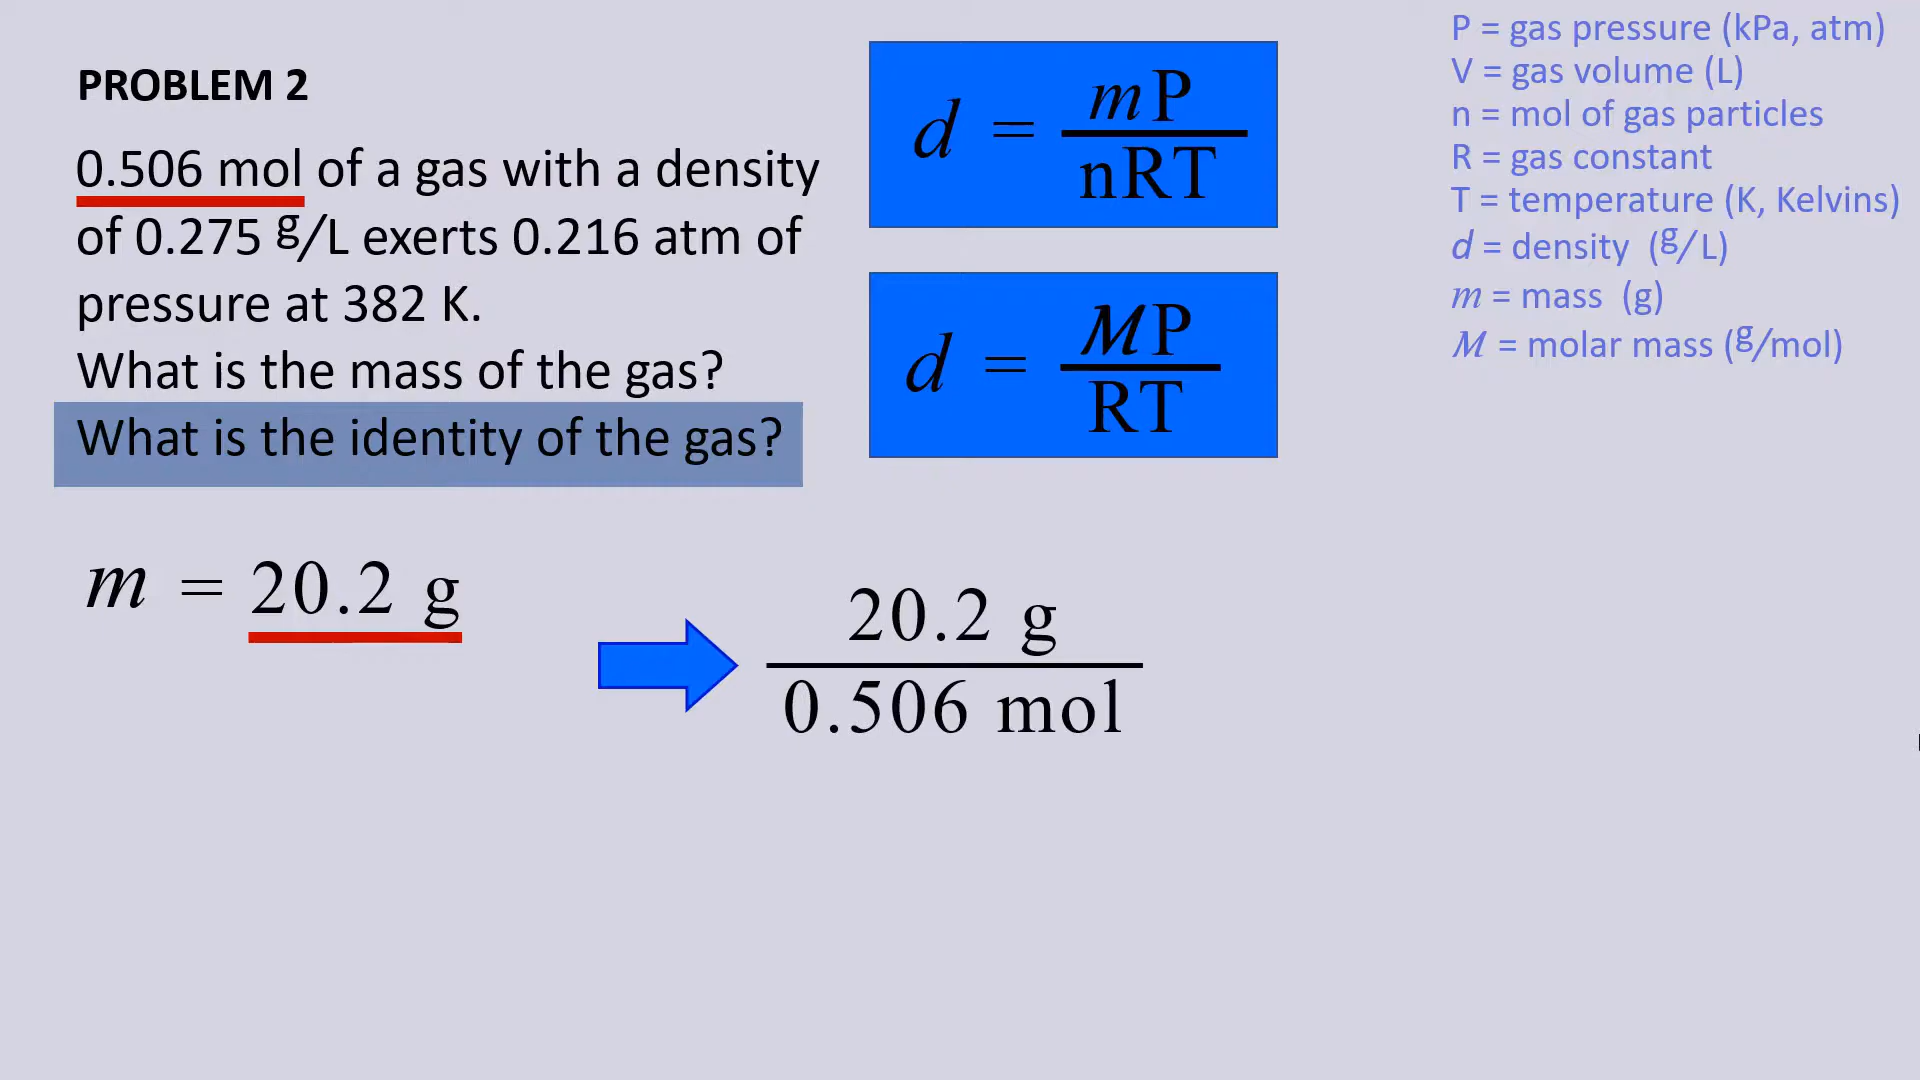 PROBLEM 2
0.506 mol of a gas with a density
of 0.275 g/L exerts 0.216 atm of
pressure at 382 K.
What is the mass of the gas?
What is the identity of the gas?
d = mP
nRT
d = MP
RT
P = gas pressure (kPa, atm)
V = gas volume (L)
n = mol of gas particles
R = gas constant
T = temperature (K, Kelvins)
d = density (g/L)
m = mass (g)
M = molar mass (g/mol)
m = 20.2 g
20.2 g
0.506 mol